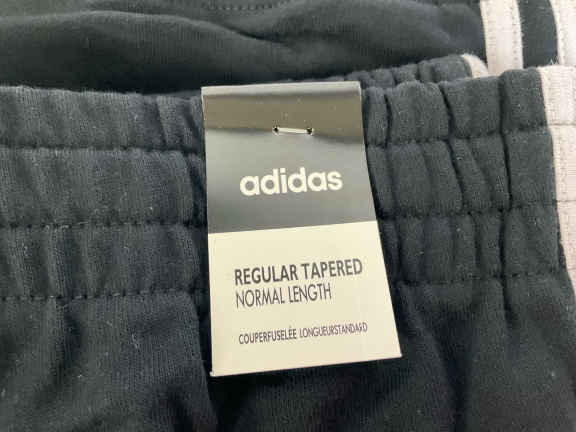 adidas
REGULAR TAPERED
NORMAL LENGTH
COUPERFUSELÉE LONGUEURSTANDARD